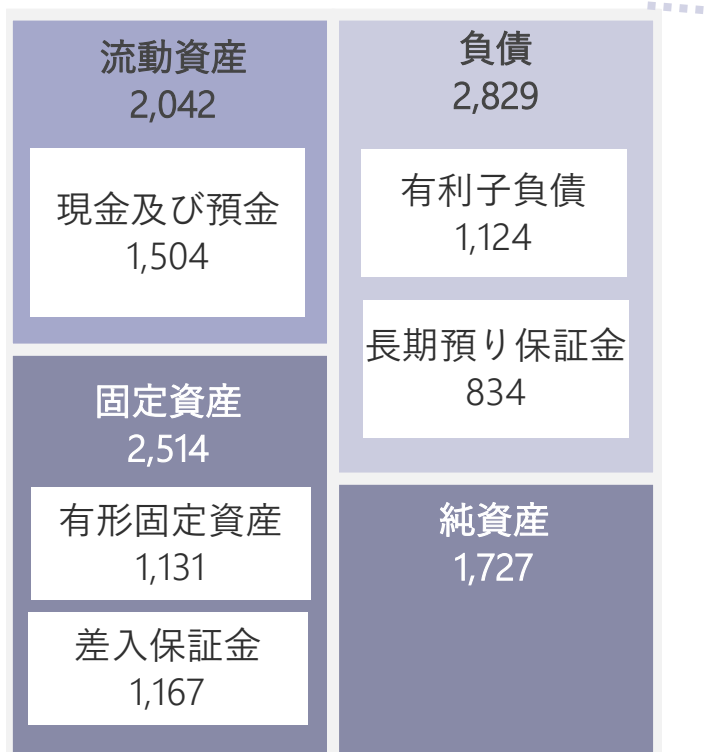 流動資産
2,042
現金及び預金
1,504
固定資産
2,514
有形固定資産
1,131
差入保証金
1,167
負債
2,829
有利子負債
1,124
長期預り保証金
834
純資産
1,727